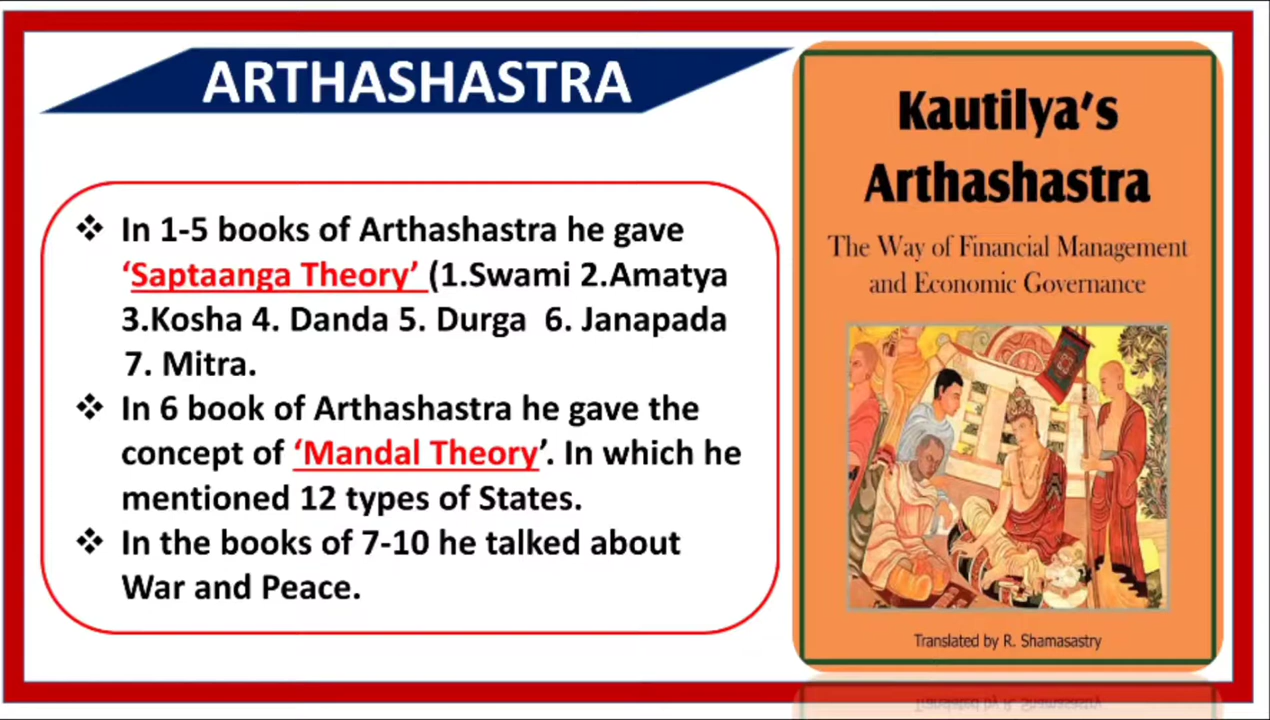 ARTHASHASTRA
❖ In 1-5 books of Arthashastra he gave
‘Saptaanga Theory’ (1.Swami 2.Amatya
3.Kosha 4. Danda 5. Durga 6. Janapada
7. Mitra.
❖ In 6 book of Arthashastra he gave the
concept of ‘Mandal Theory’. In which he
mentioned 12 types of States.
❖ In the books of 7-10 he talked about
War and Peace.
Kautilya’s
Arthashastra
The Way of Financial Management
and Economic Governance
Translated by R. Shamasastry